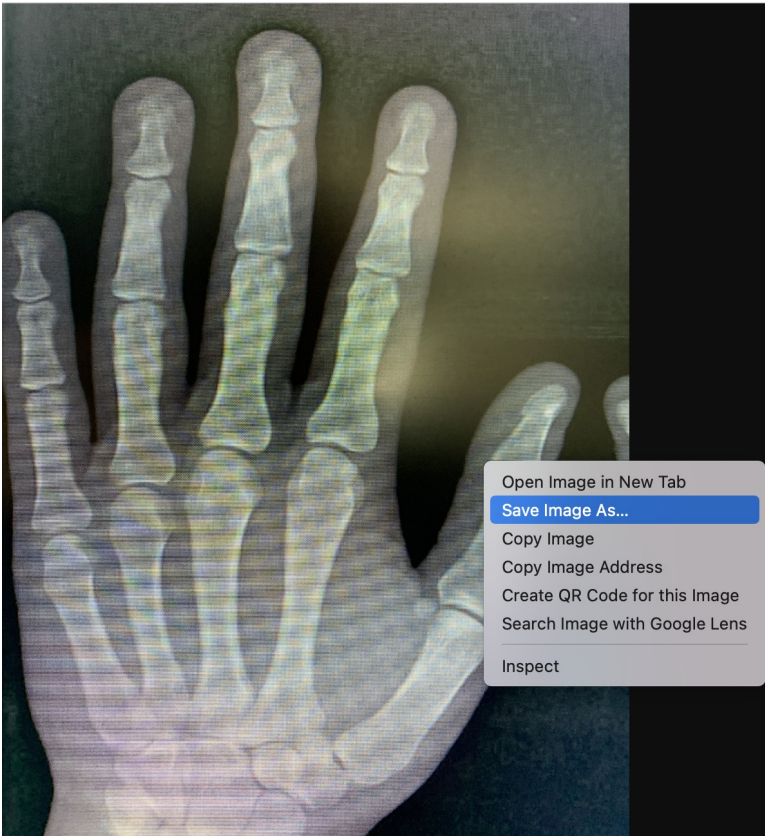 Open Image in New Tab
Save Image As...
Copy Image
Copy Image Address
Create QR Code for this Image
Search Image with Google Lens
Inspect